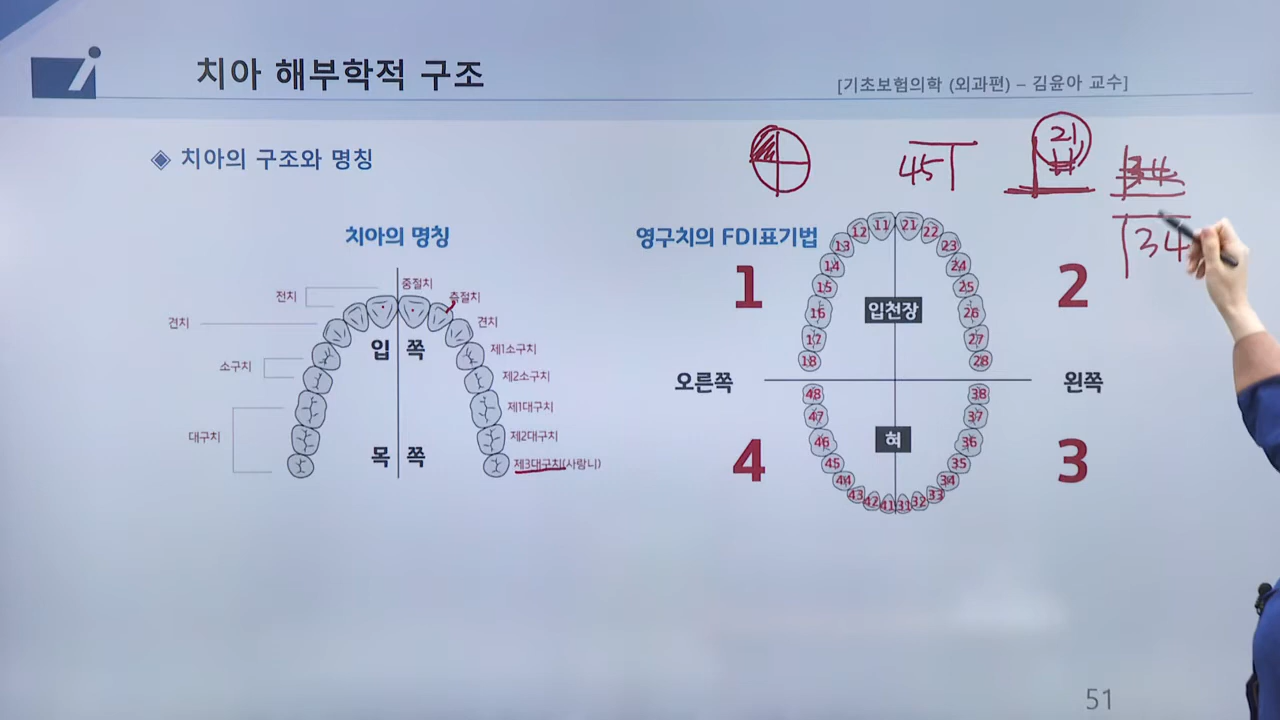 치아 해부학적 구조
[기초보험의학 (외과편) – 김윤아 교수]
◈ 치아의 구조와 명칭
45
21
34
34
치아의 명칭
중절치
전치
측절치
견치
견치
제1소구치
소구치
제2소구치
제1대구치
대구치
제2대구치
제3대구치(사랑니)
입 쪽
목 쪽
영구치의 FDI표기법
1
2
11 21
12 22
13 23
14 24
15 25
16 26
17 27
18 28
입천장
오른쪽
왼쪽
48 38
47 37
46 36
45 35
44 34
43 42 41 31 32 33
혀
4
3
51